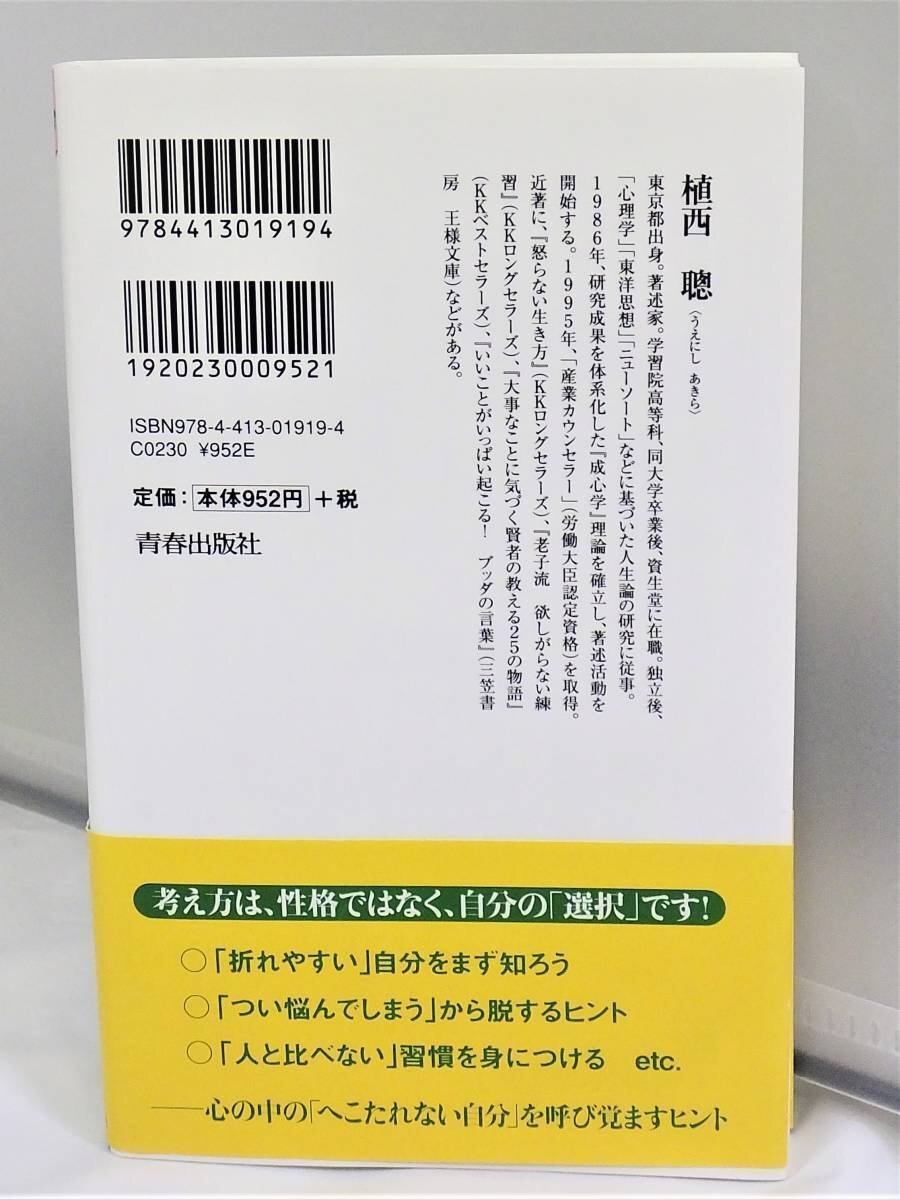 9784413019194
1920230009521
ISBN978-4-413-01919-4
C0230 ¥952E
定価：本体952円＋税
青春出版社
植西 聰（うえにし あきら）
東京都出身。著述家。学習院高等科、同大学卒業後、資生堂に在職。独立後、
「心理学」「東洋思想」「ニューソート」などに基づいた人生論の研究に従事。
1986年、研究成果を体系化した『成心学』理論を確立し、著述活動を
開始する。1995年、「産業カウンセラー」（労働大臣認定資格）を取得。
近著に、『怒らない生き方』（KKロングセラーズ）、『老子流 欲しがらない練
習』（KKロングセラーズ）、『大事なことに気づく賢者の教える25の物語』
（KKベストセラーズ）、『いいことがいっぱい起こる！ ブッダの言葉』（三笠書
房 王様文庫）などがある。
考え方は、性格ではなく、自分の「選択」です！
○「折れやすい」自分をまず知ろう
○「つい悩んでしまう」から脱するヒント
○「人と比べない」習慣を身につける etc.
――心の中の「へこたれない自分」を呼び覚ますヒント